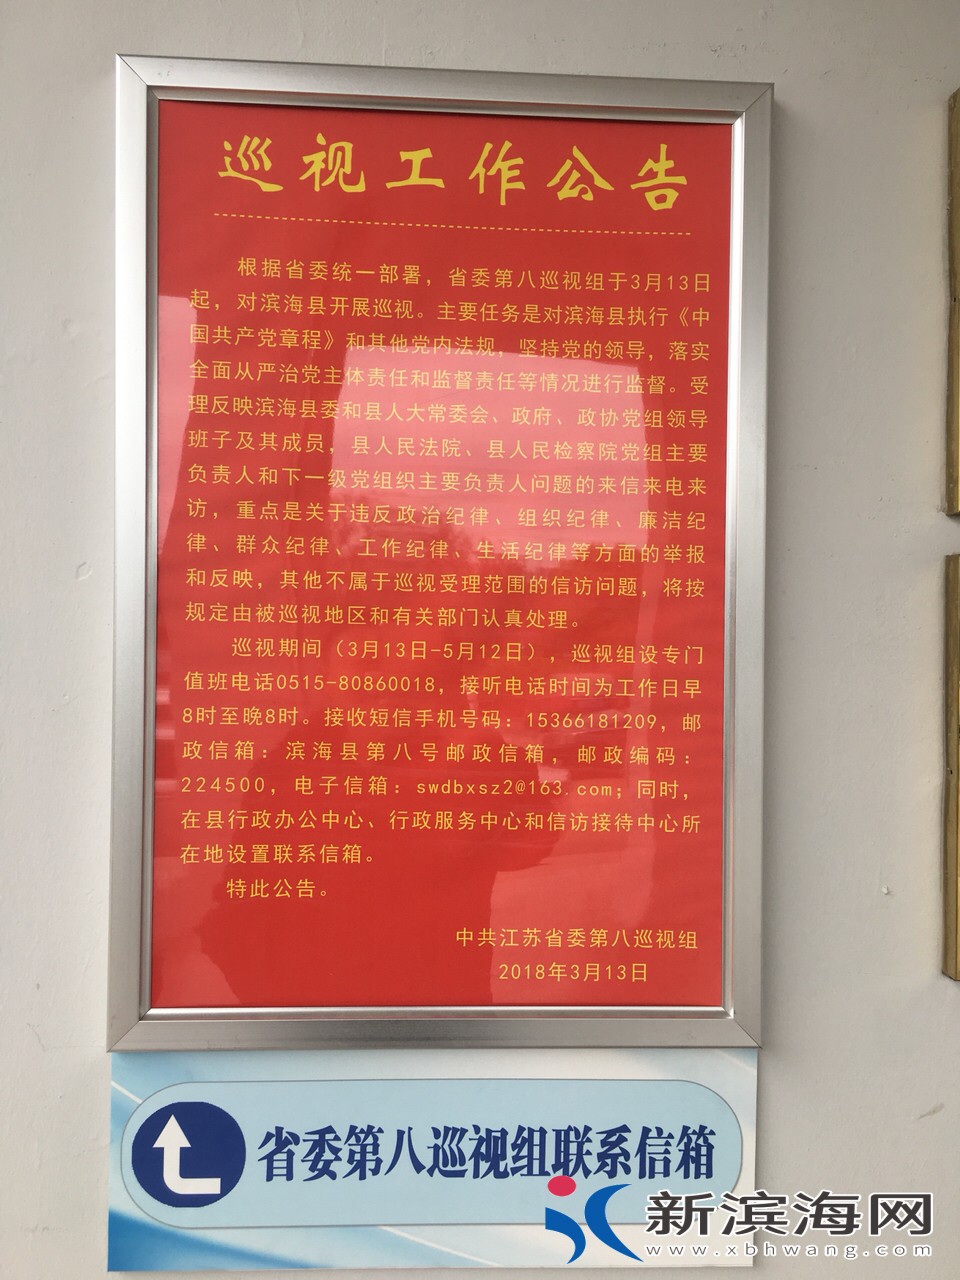 巡视工作公告
根据省委统一部署，省委第八巡视组于3月13日
起，对滨海县开展巡视。主要任务是对滨海县执行《中
国共产党章程》和其他党内法规，坚持党的领导，落实
全面从严治党主体责任和监督责任等情况进行监督。受
理反映滨海县委和县人大常委会、政府、政协党组领导
班子及其成员，县人民法院、县人民检察院党组主要
负责人和下一级党组织主要负责人问题的来信来电来
访，重点是关于违反政治纪律、组织纪律、廉洁纪
律、群众纪律、工作纪律、生活纪律等方面的举报
和反映，其他不属于巡视受理范围的信访问题，将按
规定由被巡视地区和有关部门认真处理。
巡视期间（3月13日-5月12日），巡视组设专门
值班电话0515-80860018，接听电话时间为工作日早
8时至晚8时。接收短信手机号码：15366181209，邮
政信箱：滨海县第八号邮政信箱，邮政编码：
224500，电子信箱：swdbxsz2@163.com；同时，
在县行政办公中心、行政服务中心和信访接待中心所
在地设置联系信箱。
特此公告。
中共江苏省委第八巡视组
2018年3月13日
省委第八巡视组联系信箱
新滨海网
www.xbhwang.com